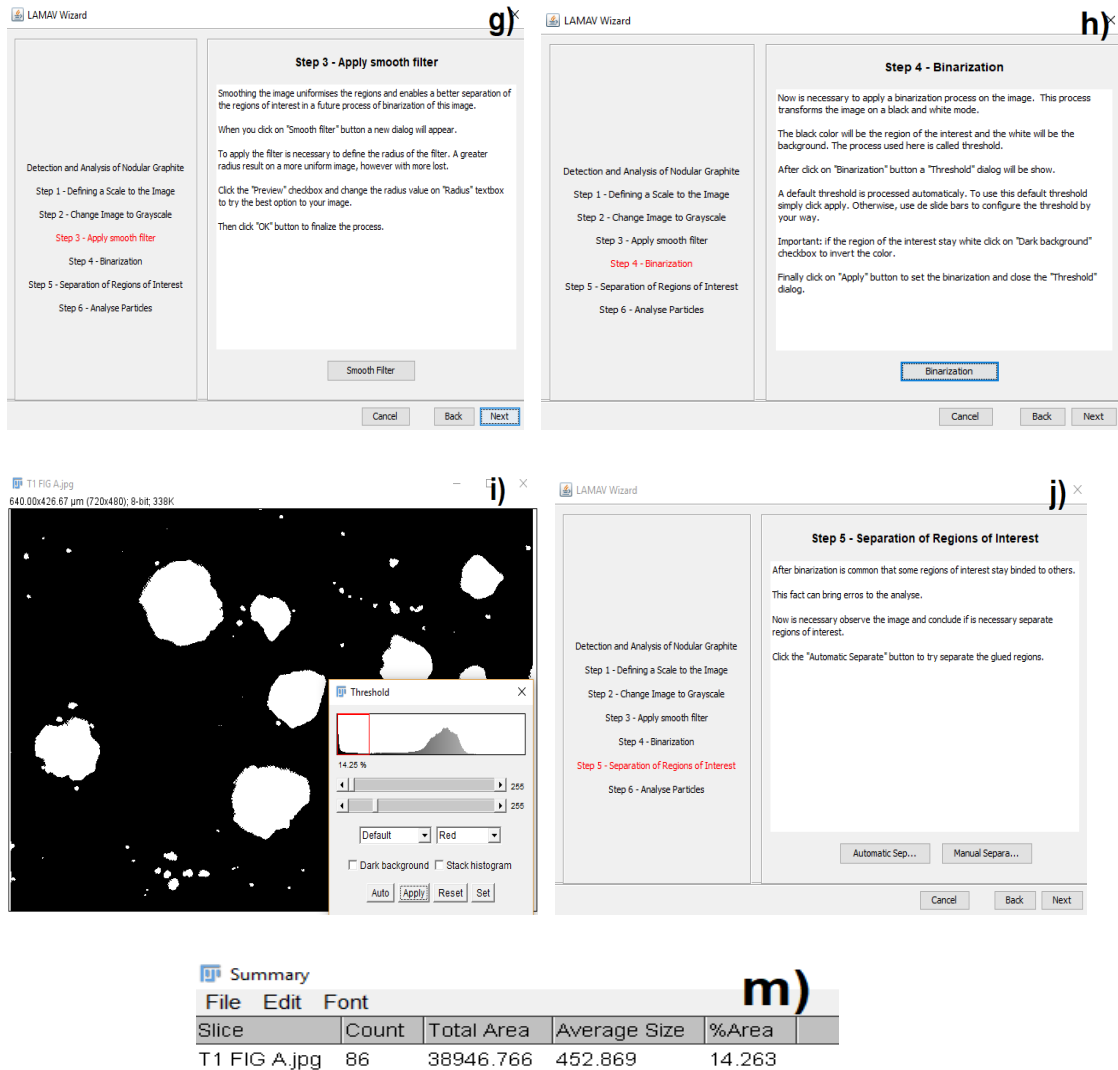 LAMAV Wizard
g)
Detection and Analysis of Nodular Graphite
Step 1 - Defining a Scale to the Image
Step 2 - Change Image to Grayscale
Step 3 - Apply smooth filter
Step 4 - Binarization
Step 5 - Separation of Regions of Interest
Step 6 - Analyse Particles
Step 3 - Apply smooth filter
Smoothing the image uniformises the regions and enables a better separation of
the regions of interest in a future process of binarization of this image.
When you click on "Smooth filter" button a new dialog will appear.
To apply the filter is necessary to define the radius of the filter. A greater
radius result on a more uniform image, however with more lost.
Click the "Preview" checkbox and change the radius value on "Radius" textbox
to try the best option to your image.
Then click "OK" button to finalize the process.
Smooth Filter
Cancel Back Next
LAMAV Wizard
h)
Detection and Analysis of Nodular Graphite
Step 1 - Defining a Scale to the Image
Step 2 - Change Image to Grayscale
Step 3 - Apply smooth filter
Step 4 - Binarization
Step 5 - Separation of Regions of Interest
Step 6 - Analyse Particles
Step 4 - Binarization
Now is necessary to apply a binarization process on the image. This process
transforms the image on a black and white mode.
The black color will be the region of the interest and the white will be the
background. The process used here is called threshold.
After click on "Binarization" button a "Threshold" dialog will be show.
A default threshold is processed automaticaly. To use this default threshold
simply click apply. Otherwise, use de slide bars to configure the threshold by
your way.
Important: if the region of the interest stay white click on "Dark background"
checkbox to invert the color.
Finally click on "Apply" button to set the binarization and close the "Threshold"
dialog.
Binarization
Cancel Back Next
T1 FIG A.jpg
i)
640.00x426.67 µm (720x480); 8-bit; 338K
Threshold
14.25 %
255
255
Default Red
Dark background Stack histogram
Auto Apply Reset Set
LAMAV Wizard
j)
Detection and Analysis of Nodular Graphite
Step 1 - Defining a Scale to the Image
Step 2 - Change Image to Grayscale
Step 3 - Apply smooth filter
Step 4 - Binarization
Step 5 - Separation of Regions of Interest
Step 6 - Analyse Particles
Step 5 - Separation of Regions of Interest
After binarization is common that some regions of interest stay binded to others.
This fact can bring erros to the analyse.
Now is necessary observe the image and conclude if is necessary separate
regions of interest.
Click the "Automatic Separate" button to try separate the glued regions.
Automatic Sep... Manual Separa...
Cancel Back Next
Summary
m)
File Edit Font
Slice Count Total Area Average Size %Area
T1 FIG A.jpg 86 38946.766 452.869 14.263